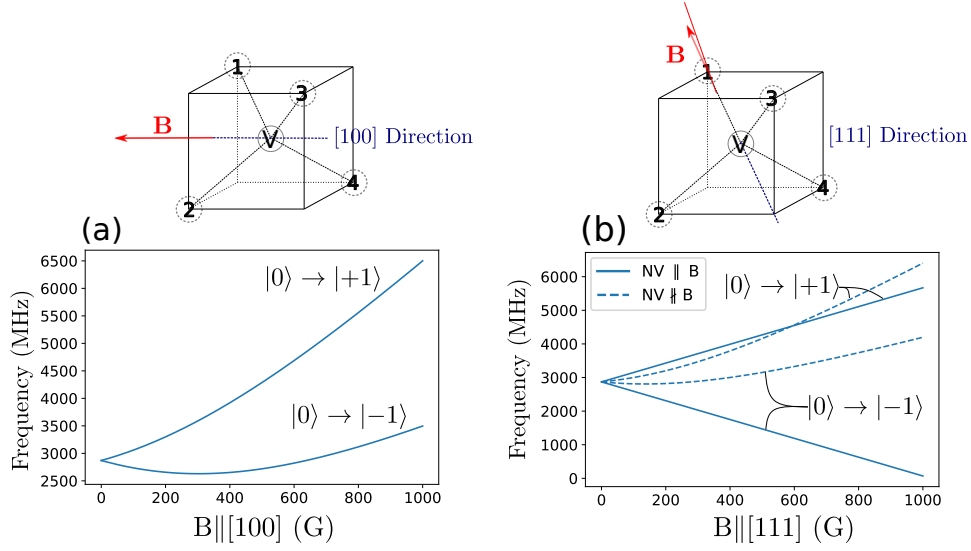 1
3
B
V
[100] Direction
2
4
(a)
6500
6000
5500
5000
4500
4000
3500
3000
2500
Frequency (MHz)
|0⟩ → |+1⟩
|0⟩ → |−1⟩
0
200
400
600
800
1000
B∥[100] (G)
B
1
3
V
[111] Direction
2
4
(b)
6000
5000
4000
3000
2000
1000
0
Frequency (MHz)
NV ∥ B
NV ∦ B
|0⟩ → |+1⟩
|0⟩ → |−1⟩
0
200
400
600
800
1000
B∥[111] (G)